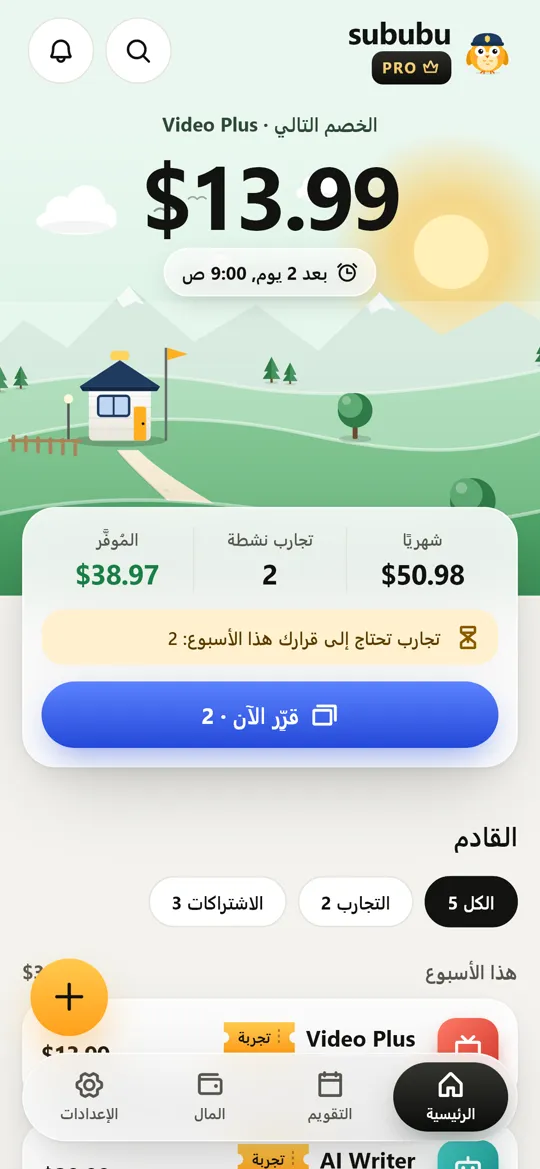 sububu
PRO
الخصم التالي · Video Plus
$13.99
بعد 2 يوم, 9:00 ص
شهريًا
$50.98
تجارب نشطة
2
المُوفَّر
$38.97
تجارب تحتاج إلى قرارك هذا الأسبوع: 2
قرّر الآن · 2
القادم
الكل 5
التجارب 2
الاشتراكات 3
هذا الأسبوع
Video Plus
تجربة
الرئيسية
التقويم
المال
الإعدادات
AI Writer
تجربة